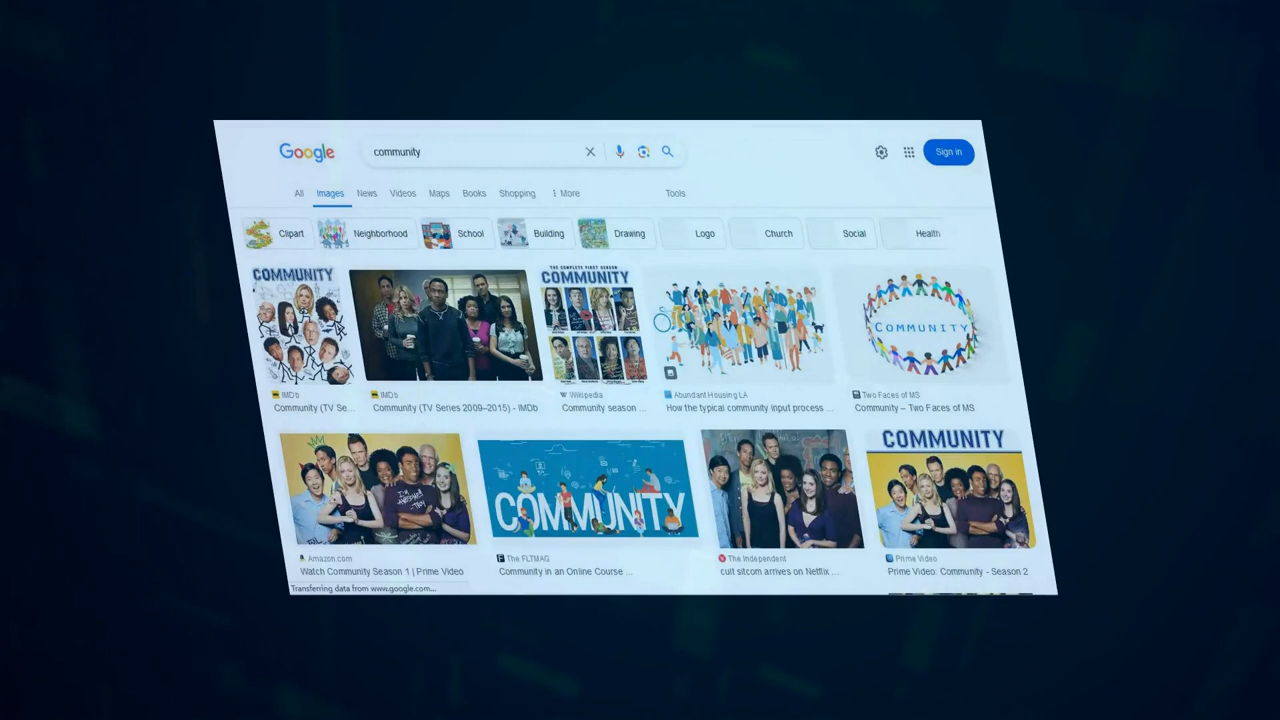 Google
community
Sign in
All Images News Videos Maps Books Shopping More Tools
Clipart Neighborhood School Building Drawing Logo Church Social Health
COMMUNITY
THE COMPLETE FIRST SEASON
COMMUNITY
COMMUNITY
IMDb
Community (TV Se...
IMDb
Community (TV Series 2009–2015) - IMDb
Wikipedia
Community season ...
Abundant Housing LA
How the typical community input process ...
Two Faces of MS
Community – Two Faces of MS
COMMUNITY
COMMUNITY
Amazon.com
Watch Community Season 1 | Prime Video
The FLTMAG
Community in an Online Course ...
The Independent
cult sitcom arrives on Netflix ...
Prime Video
Prime Video: Community - Season 2
Transferring data from www.google.com...